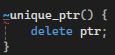 ~unique_ptr() {
    delete ptr;
}